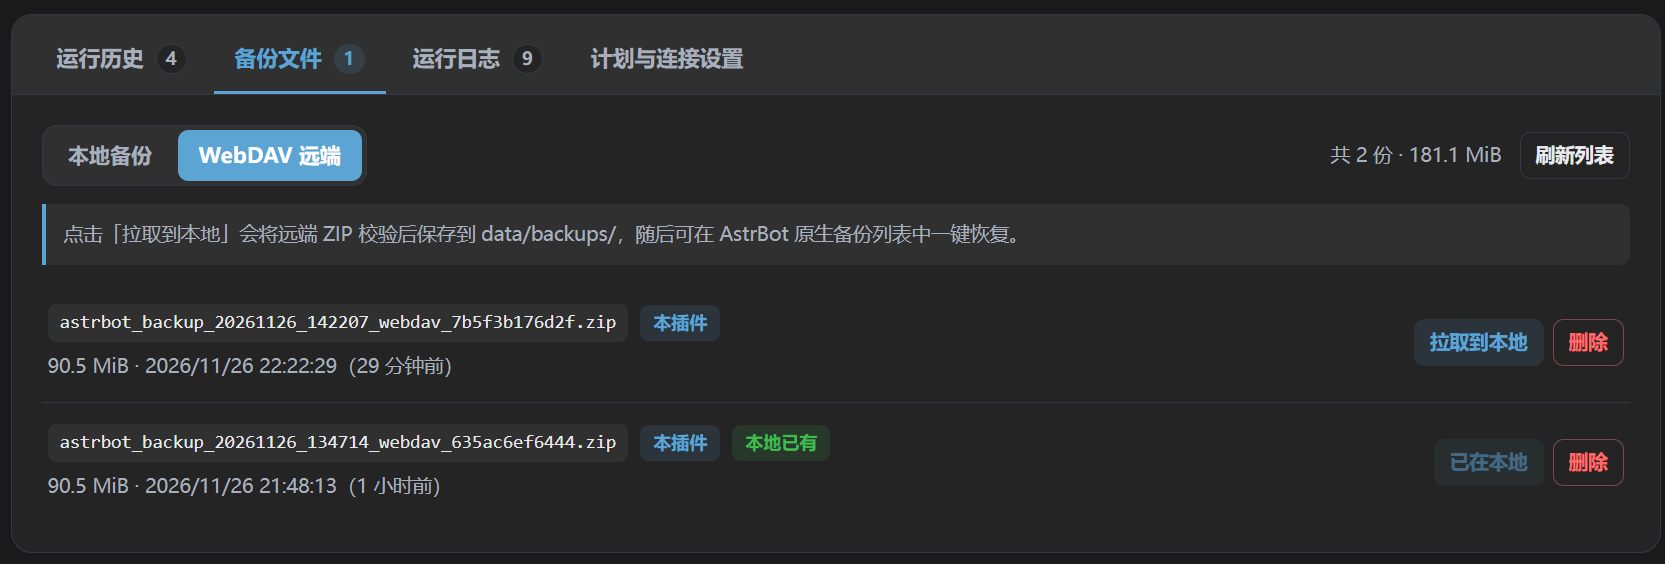 运行历史 4 备份文件 1 运行日志 9 计划与连接设置
本地备份 WebDAV 远端 共 2 份 · 181.1 MiB 刷新列表
点击「拉取到本地」会将远端 ZIP 校验后保存到 data/backups/，随后可在 AstrBot 原生备份列表中一键恢复。
astrbot_backup_20261126_142207_webdav_7b5f3b176d2f.zip 本插件
90.5 MiB · 2026/11/26 22:22:29（29 分钟前）
拉取到本地 删除
astrbot_backup_20261126_134714_webdav_635ac6ef6444.zip 本插件 本地已有
90.5 MiB · 2026/11/26 21:48:13（1 小时前）
已在本地 删除